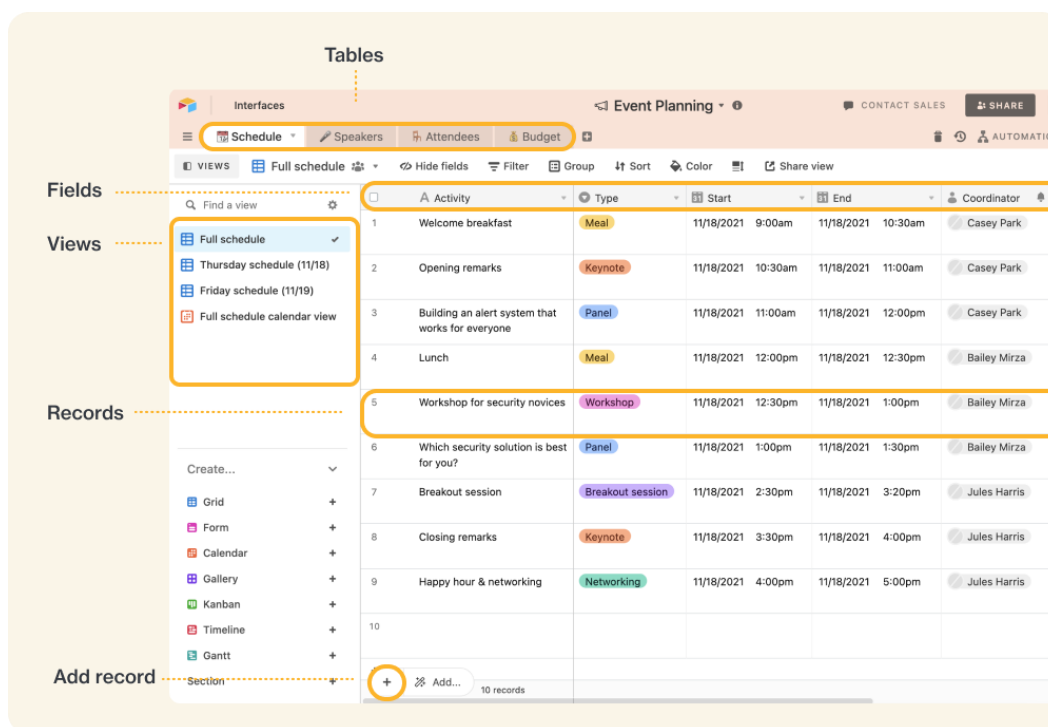 Tables
Interfaces
Event Planning
CONTACT SALES
SHARE
Schedule
Speakers
Attendees
Budget
AUTOMATIO
VIEWS
Full schedule
Hide fields
Filter
Group
Sort
Color
Share view
Fields
Find a view
Activity
Type
Start
End
Coordinator
Views
Full schedule
Thursday schedule (11/18)
Friday schedule (11/19)
Full schedule calendar view
1 Welcome breakfast Meal 11/18/2021 9:00am 11/18/2021 10:30am Casey Park
2 Opening remarks Keynote 11/18/2021 10:30am 11/18/2021 11:00am Casey Park
3 Building an alert system that Panel 11/18/2021 11:00am 11/18/2021 12:00pm Casey Park
works for everyone
4 Lunch Meal 11/18/2021 12:00pm 11/18/2021 12:30pm Bailey Mirza
Records
5 Workshop for security novices Workshop 11/18/2021 12:30pm 11/18/2021 1:00pm Bailey Mirza
6 Which security solution is best Panel 11/18/2021 1:00pm 11/18/2021 1:30pm Bailey Mirza
for you?
7 Breakout session Breakout session 11/18/2021 2:30pm 11/18/2021 3:20pm Jules Harris
8 Closing remarks Keynote 11/18/2021 3:30pm 11/18/2021 4:00pm Jules Harris
9 Happy hour & networking Networking 11/18/2021 4:00pm 11/18/2021 5:00pm Jules Harris
10
Create...
Grid +
Form +
Calendar +
Gallery +
Kanban +
Timeline +
Gantt +
Section +
Add record
+ Add...
10 records